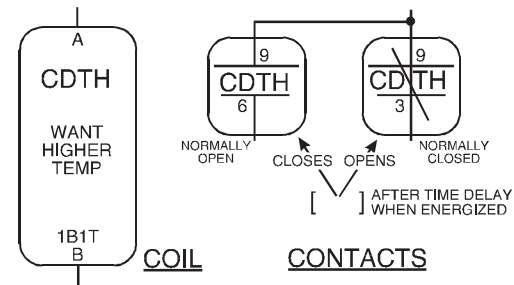 A
CDTH
WANT
HIGHER
TEMP
1B1T
B
COIL
9
CDTH
6
NORMALLY
OPEN
9
CDTH
3
NORMALLY
CLOSED
CLOSES OPENS
[ ] AFTER TIME DELAY
WHEN ENERGIZED
CONTACTS